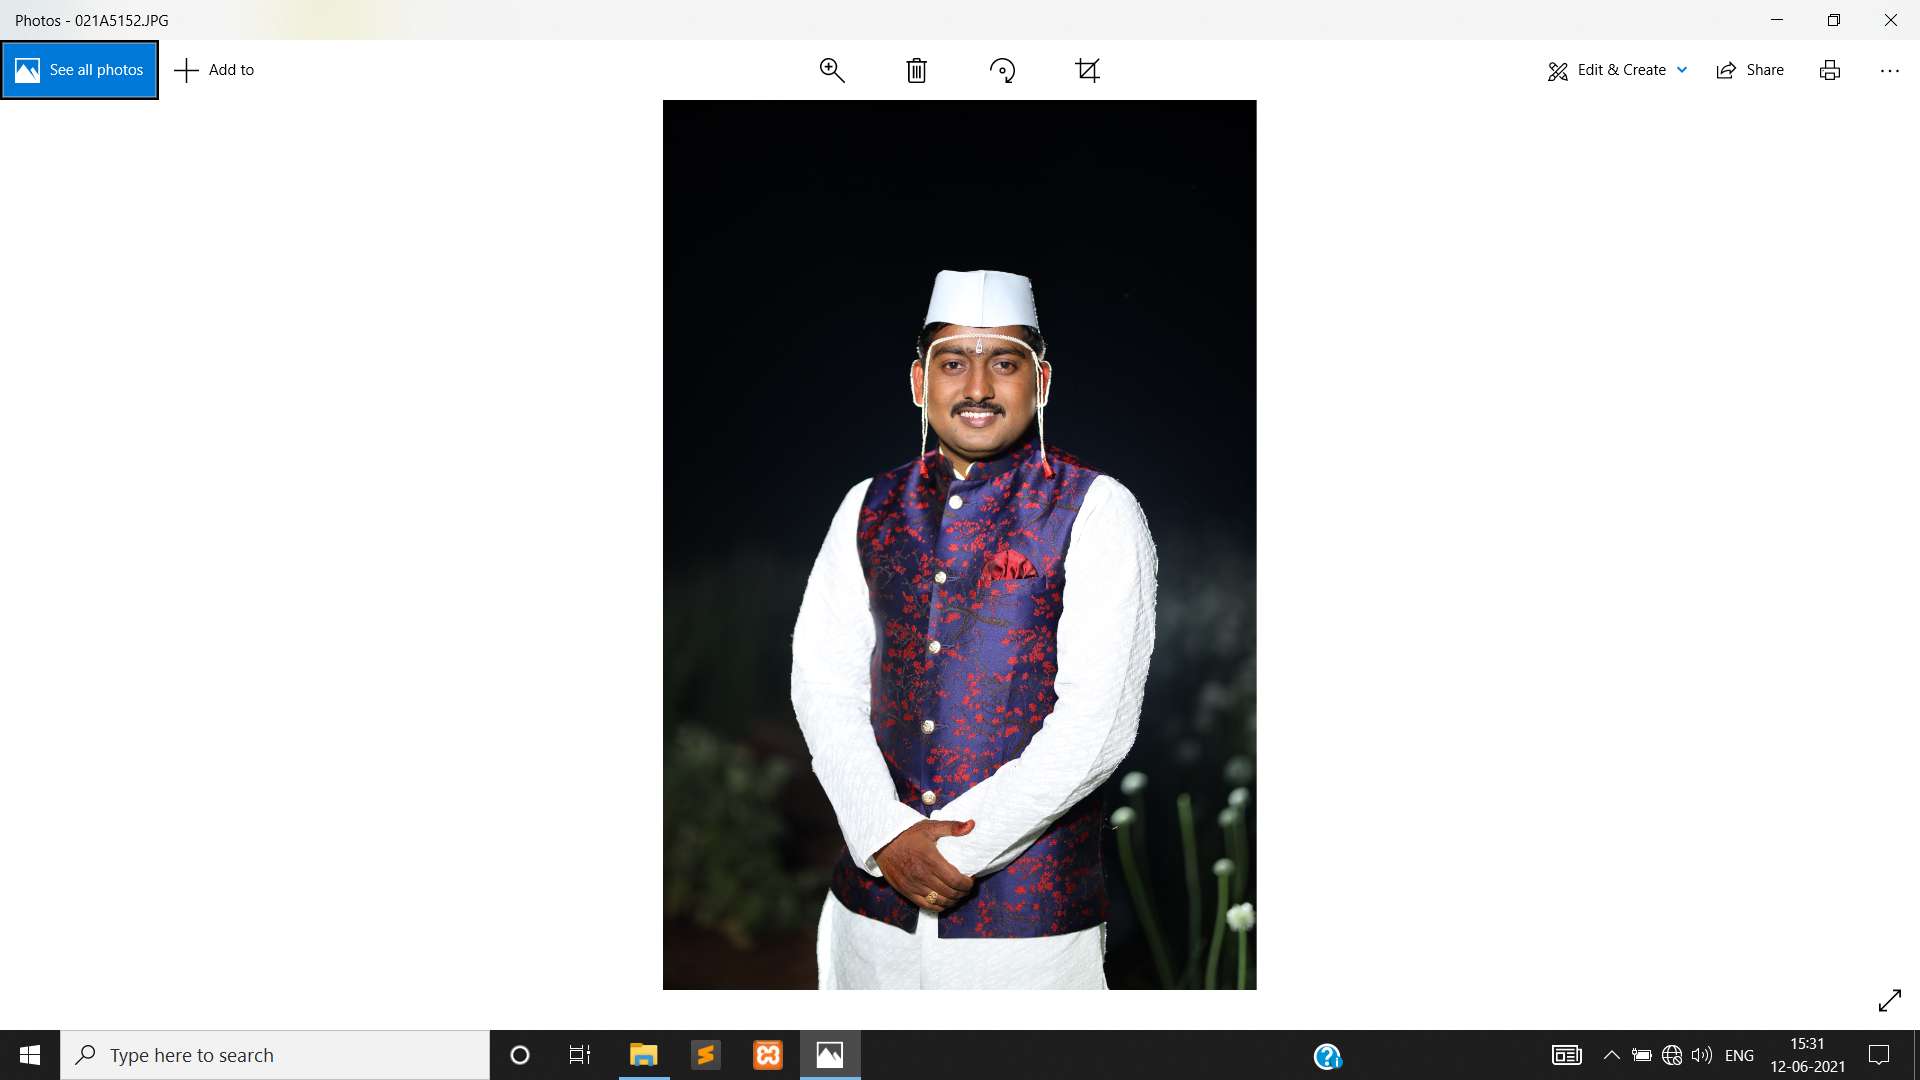 Photos - 021A5152.JPG
See all photos
Add to
Edit & Create
Share
Type here to search
ENG
15:31
12-06-2021